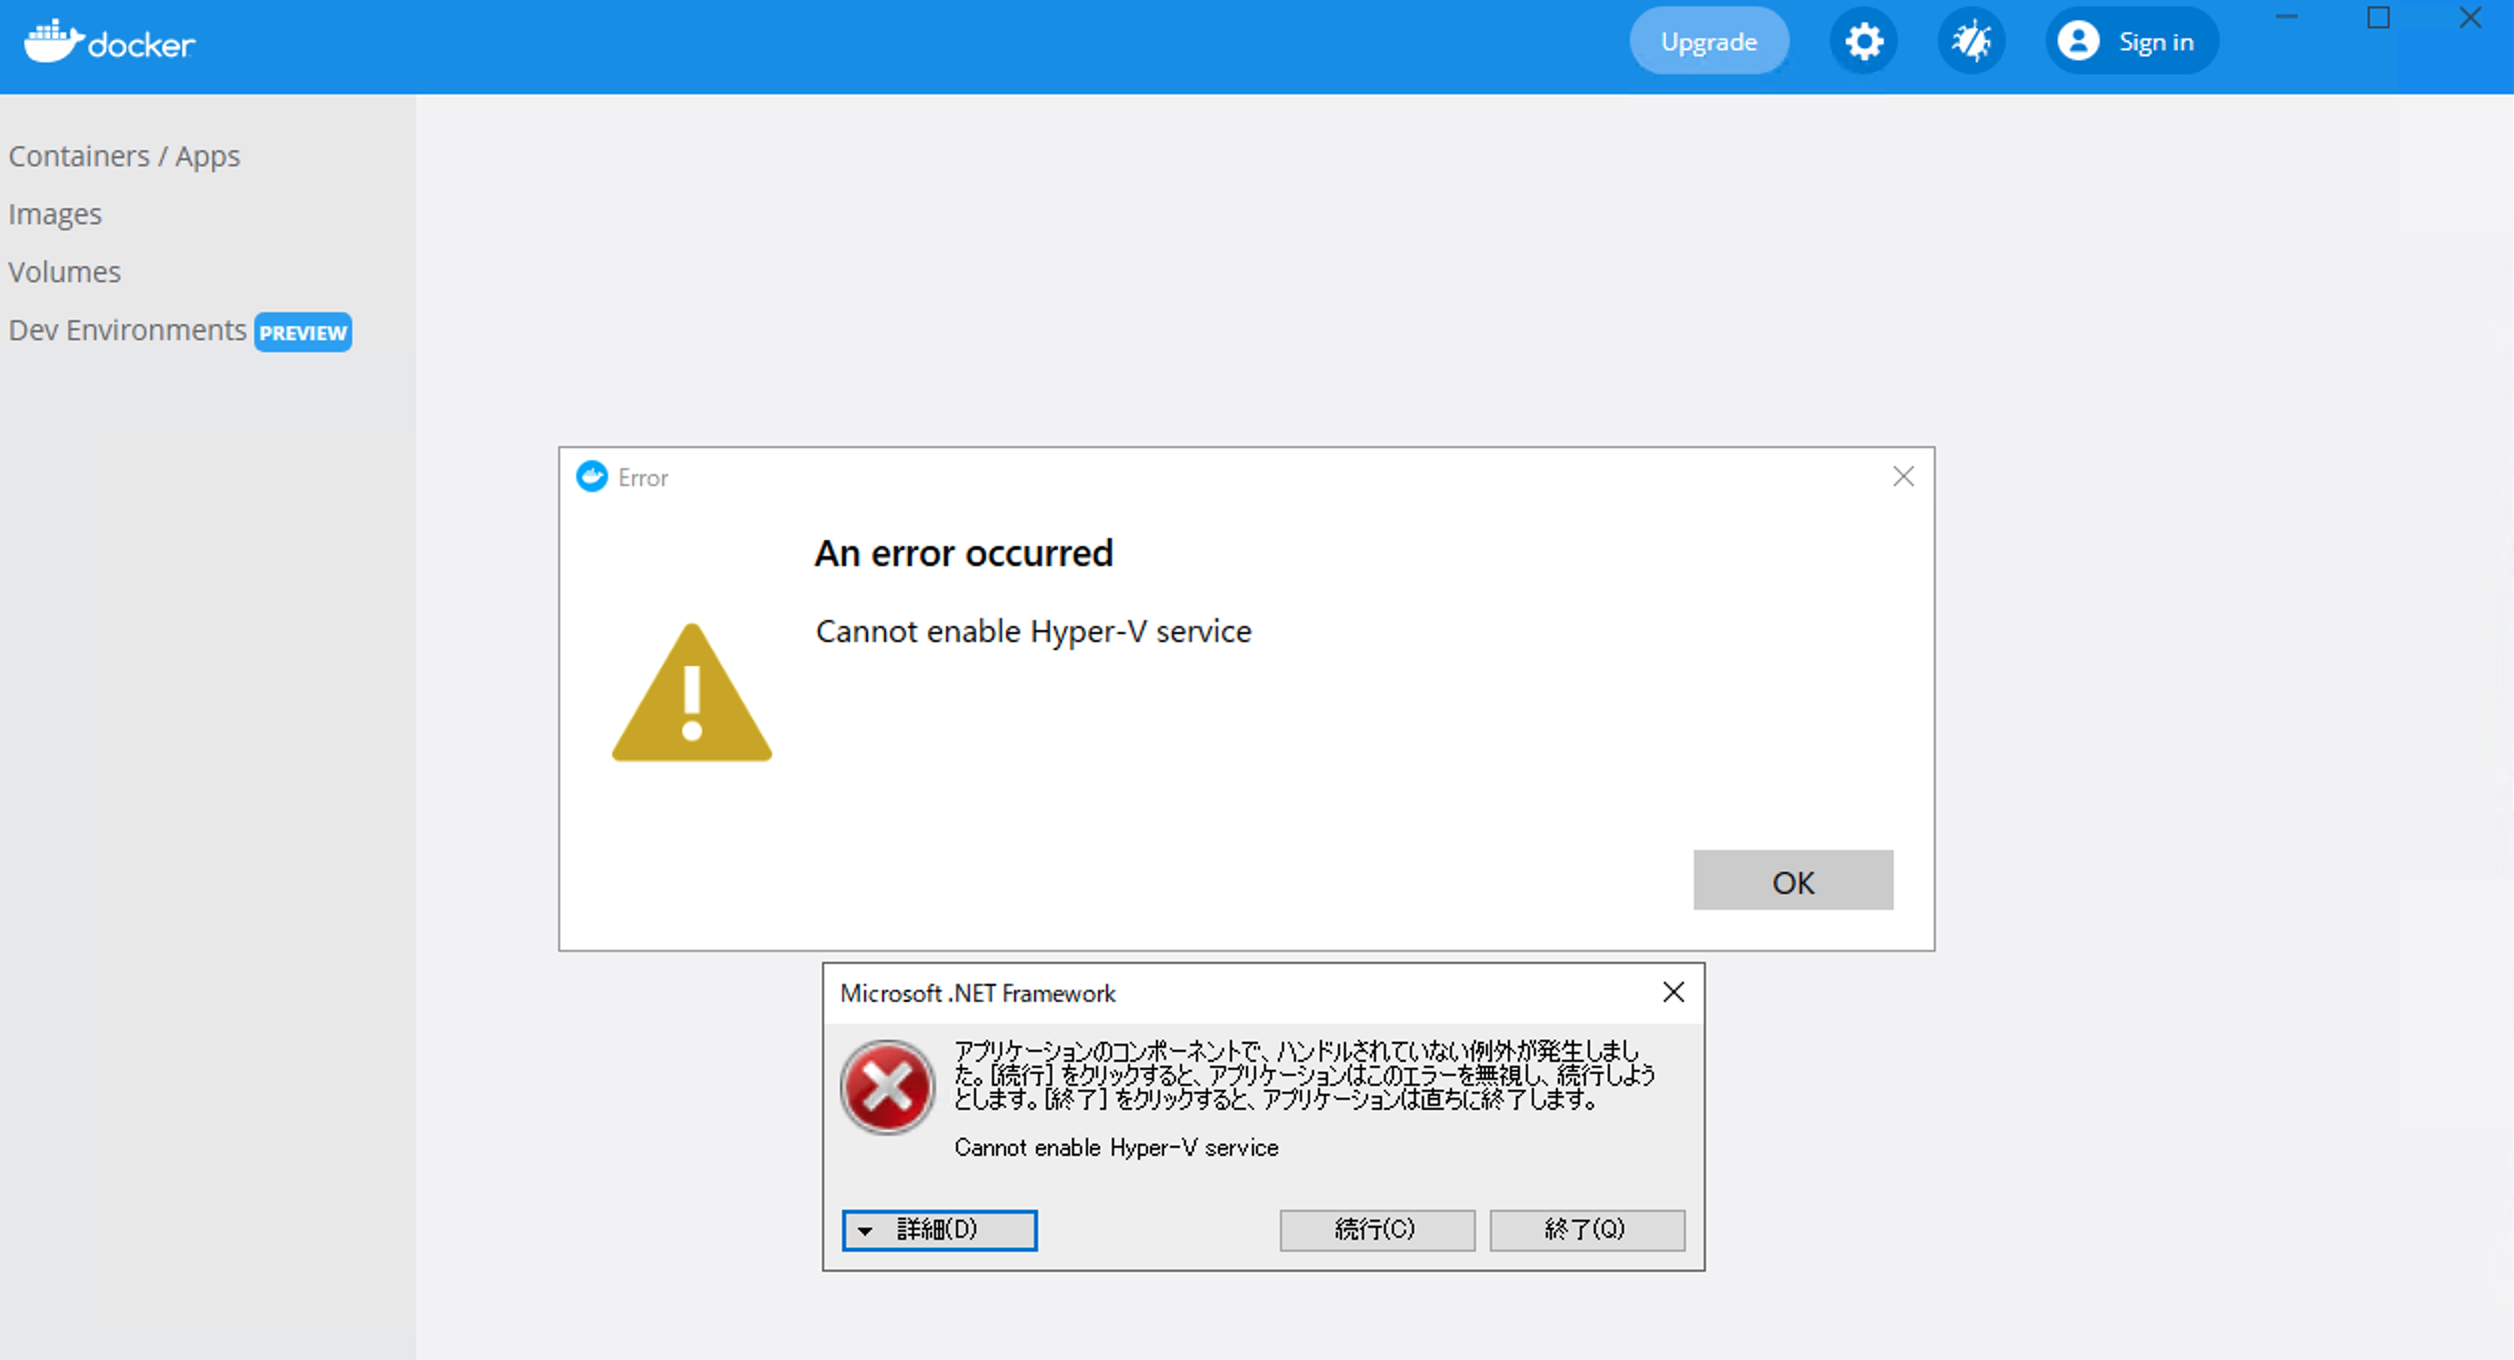 docker
Upgrade
Sign in
Containers / Apps
Images
Volumes
Dev Environments PREVIEW
Error
An error occurred
Cannot enable Hyper-V service
OK
Microsoft .NET Framework
アプリケーションのコンポーネントで、ハンドルされていない例外が発生しまし
た。[続行] をクリックすると、アプリケーションはこのエラーを無視し、続行しよう
とします。[終了] をクリックすると、アプリケーションは直ちに終了します。
Cannot enable Hyper-V service
詳細(D)
続行(C)
終了(Q)